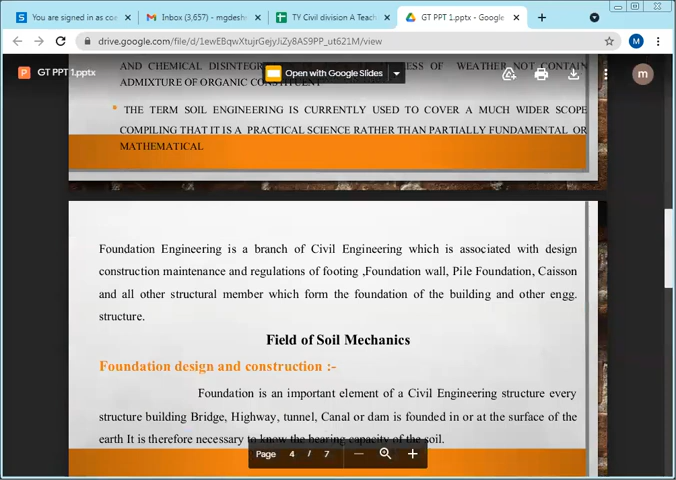 You are signed in as co
Inbox (3,657) - mgdesh
TY Civil division A Teach
GT PPT 1.pptx - Google
drive.google.com/file/d/1ewEBqwXtujrGejyJiZy8AS9PP_ut621M/view
M
P GT PPT 1.pptx
Open with Google Slides
m
AND CHEMICAL DISINTEGR ESS OF WEATHER NOT CONTAIN
ADMIXTURE OF ORGANIC CONSTITUENT
THE TERM SOIL ENGINEERING IS CURRENTLY USED TO COVER A MUCH WIDER SCOPE
COMPILING THAT IT IS A PRACTICAL SCIENCE RATHER THAN PARTIALLY FUNDAMENTAL OR
MATHEMATICAL
Foundation Engineering is a branch of Civil Engineering which is associated with design
construction maintenance and regulations of footing ,Foundation wall, Pile Foundation, Caisson
and all other structural member which form the foundation of the building and other engg.
structure.
Field of Soil Mechanics
Foundation design and construction :-
Foundation is an important element of a Civil Engineering structure every
structure building Bridge, Highway, tunnel, Canal or dam is founded in or at the surface of the
earth It is therefore necessary to know the bearing capacity of the soil.
Page 4 / 7